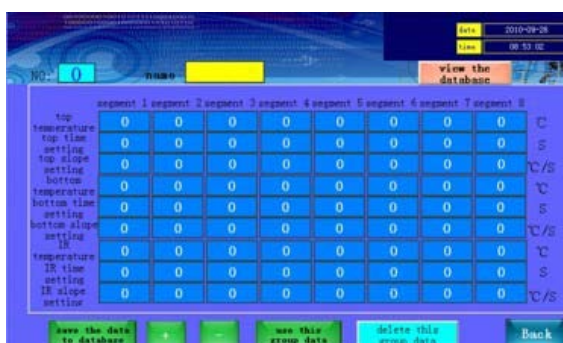 date 2010-09-28
time 08:53:02
NO: 0 name
view the
database
segment 1 segment 2 segment 3 segment 4 segment 5 segment 6 segment 7 segment 8
top
temperature 0 0 0 0 0 0 0 0 ℃
top time
setting 0 0 0 0 0 0 0 0 S
top slope
setting 0 0 0 0 0 0 0 0 ℃/S
bottom
temperature 0 0 0 0 0 0 0 0 ℃
bottom time
setting 0 0 0 0 0 0 0 0 S
bottom slope
setting 0 0 0 0 0 0 0 0 ℃/S
IR
temperature 0 0 0 0 0 0 0 0 ℃
IR time
setting 0 0 0 0 0 0 0 0 S
IR slope
setting 0 0 0 0 0 0 0 0 ℃/S
save the data
to database + - use this
group data delete this
group data Back